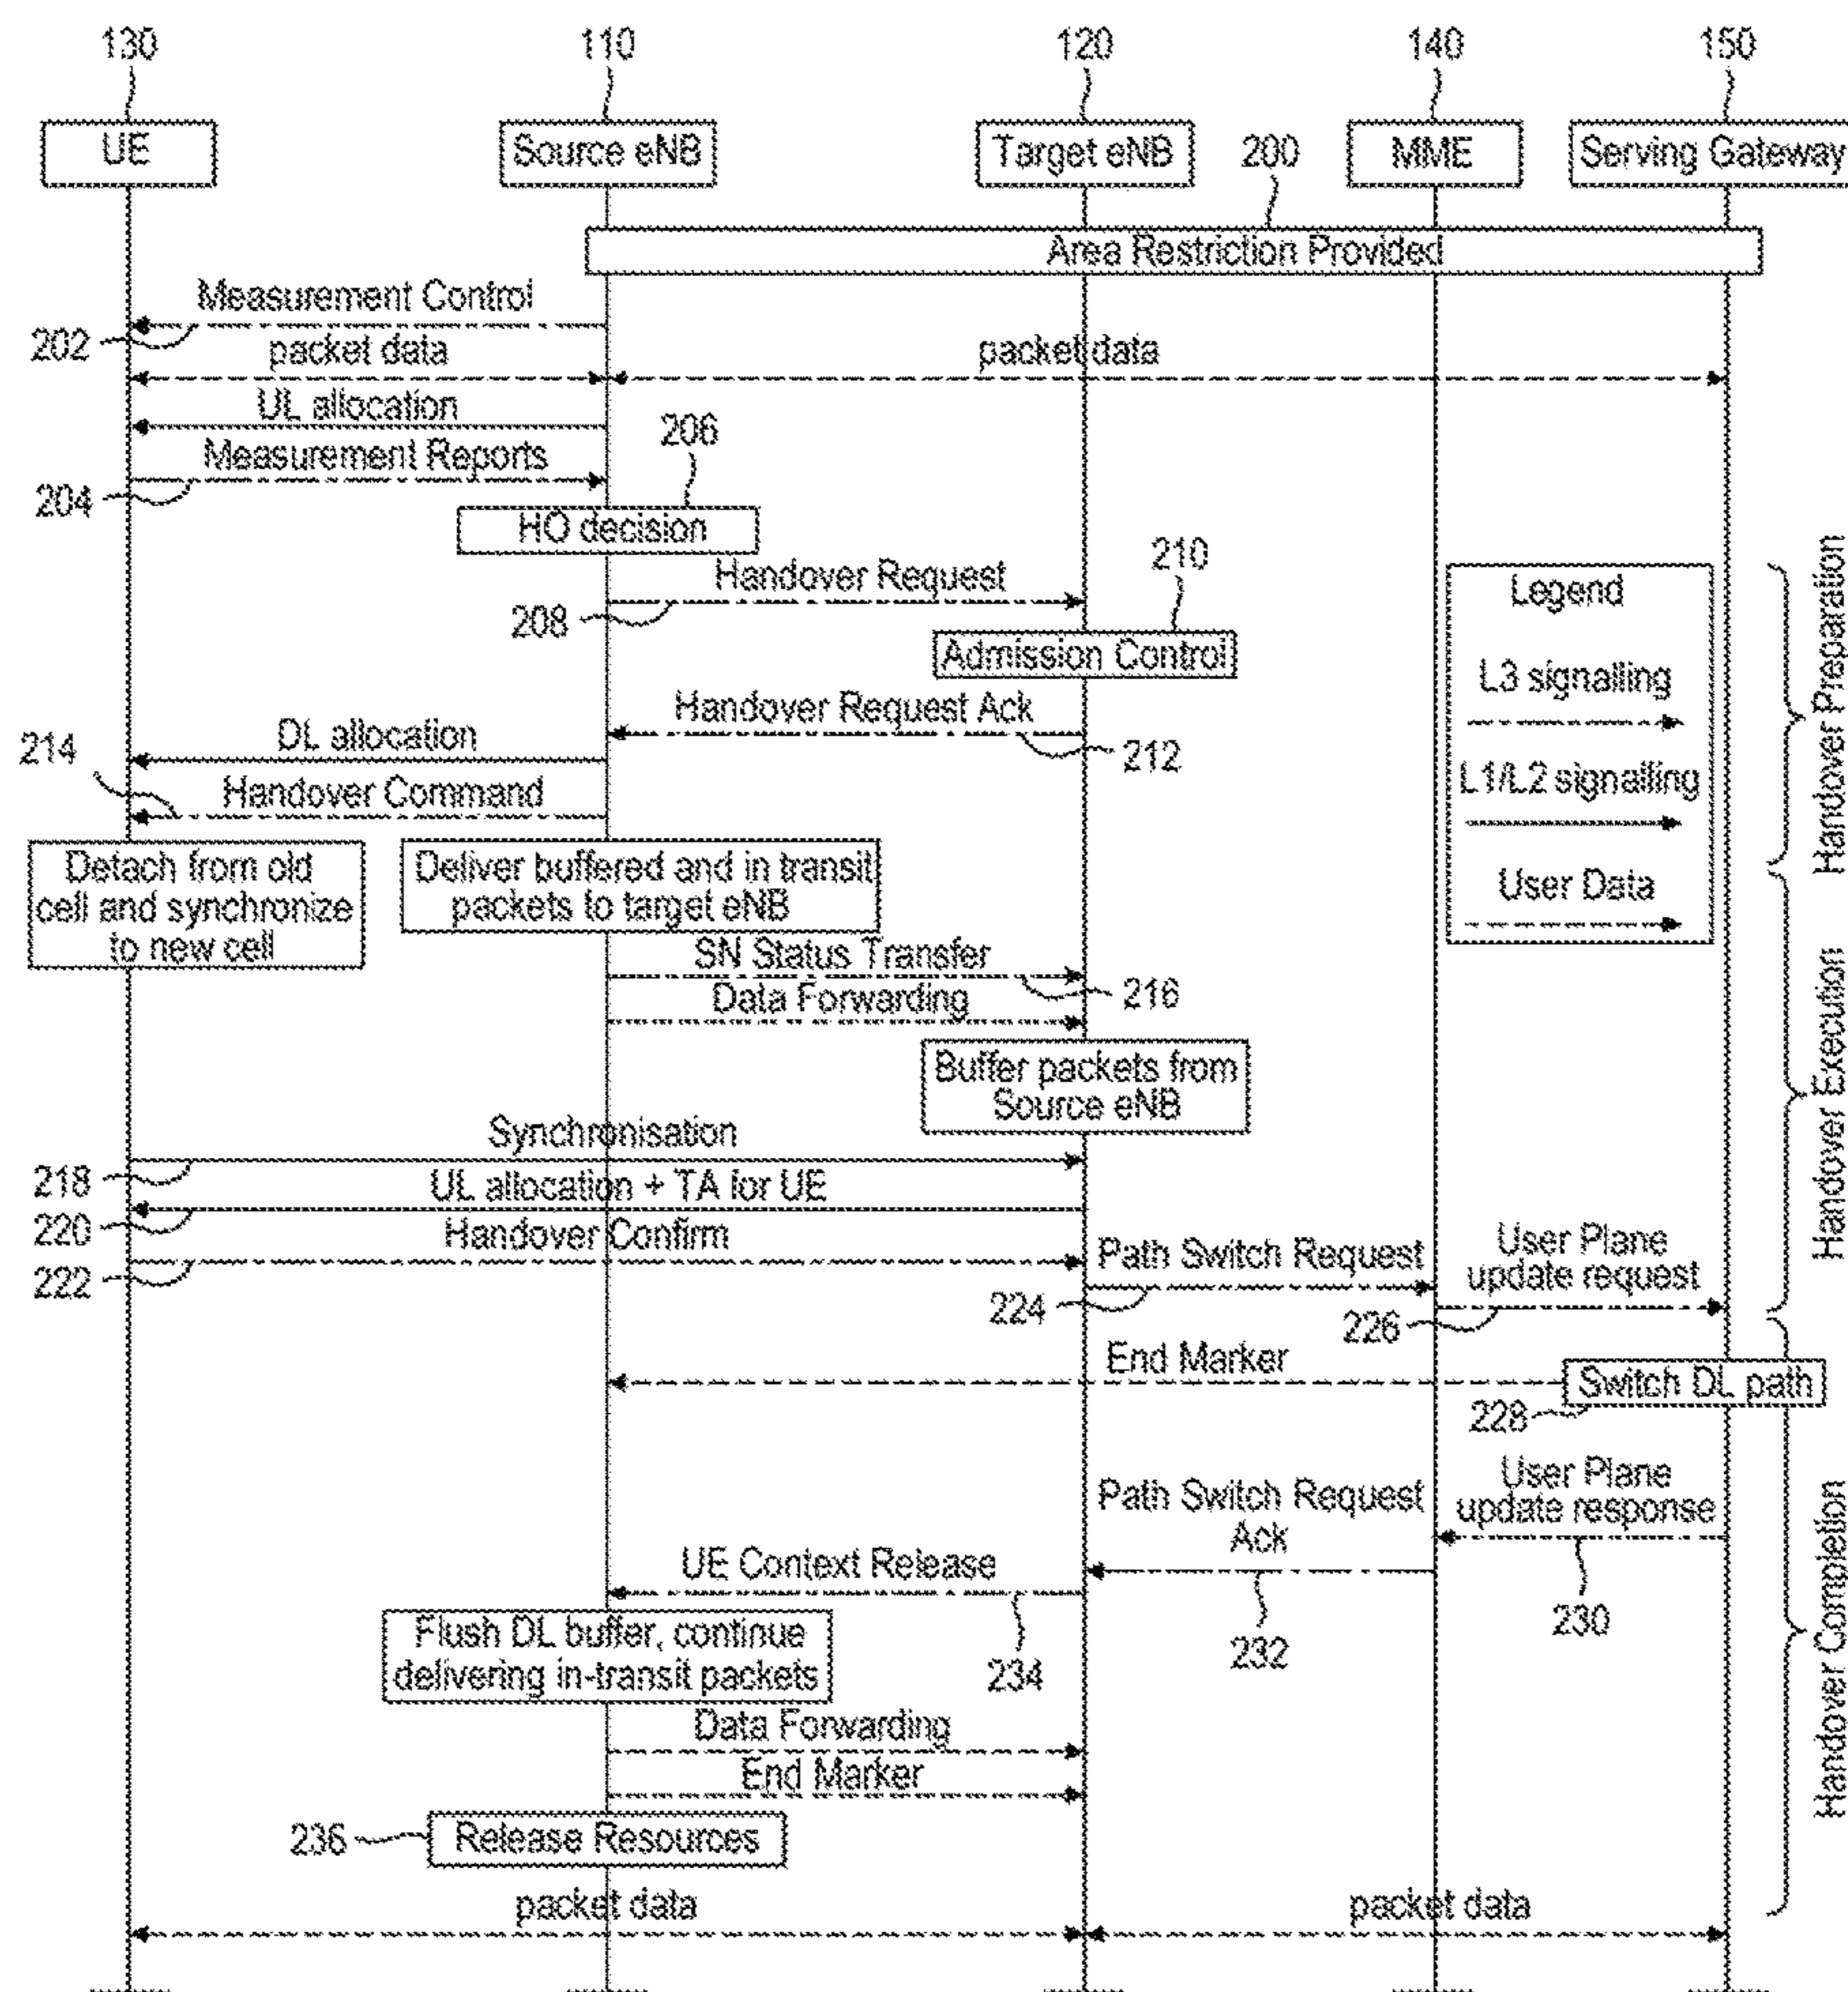 130
110
120
140
150
UE
Source eNB
Target eNB
200
MME
Serving Gateway
Area Restriction Provided
Measurement Control
202
packet data
packet data
UL allocation
206
Measurement Reports
204
HO decision
Handover Request
208
210
Admission Control
Legend
L3 signalling
L1/L2 signalling
User Data
Handover Preparation
Handover Request Ack
212
DL allocation
214
Handover Command
Detach from old
cell and synchronize
to new cell
Deliver buffered and in transit
packets to target eNB
SN Status Transfer
216
Data Forwarding
Buffer packets from
Source eNB
Handover Execution
Synchronisation
218
UL allocation + TA for UE
220
Handover Confirm
222
Path Switch Request
224
User Plane
update request
226
End Marker
Switch DL path
228
User Plane
update response
230
Path Switch Request
Ack
232
UE Context Release
234
Handover Completion
Flush DL buffer, continue
delivering in-transit packets
Data Forwarding
End Marker
236
Release Resources
packet data
packet data